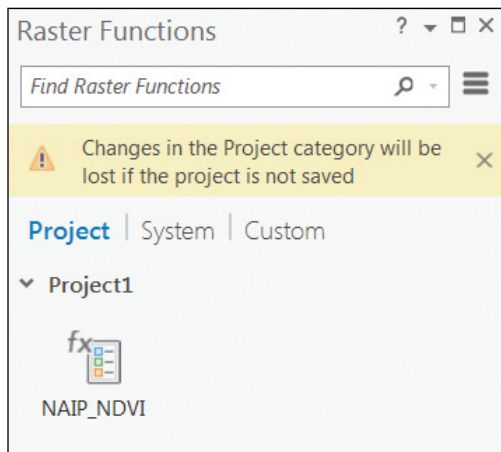 Raster Functions ?
Find Raster Functions
Changes in the Project category will be
lost if the project is not saved
Project | System | Custom
Project1
fx
NAIP_NDVI